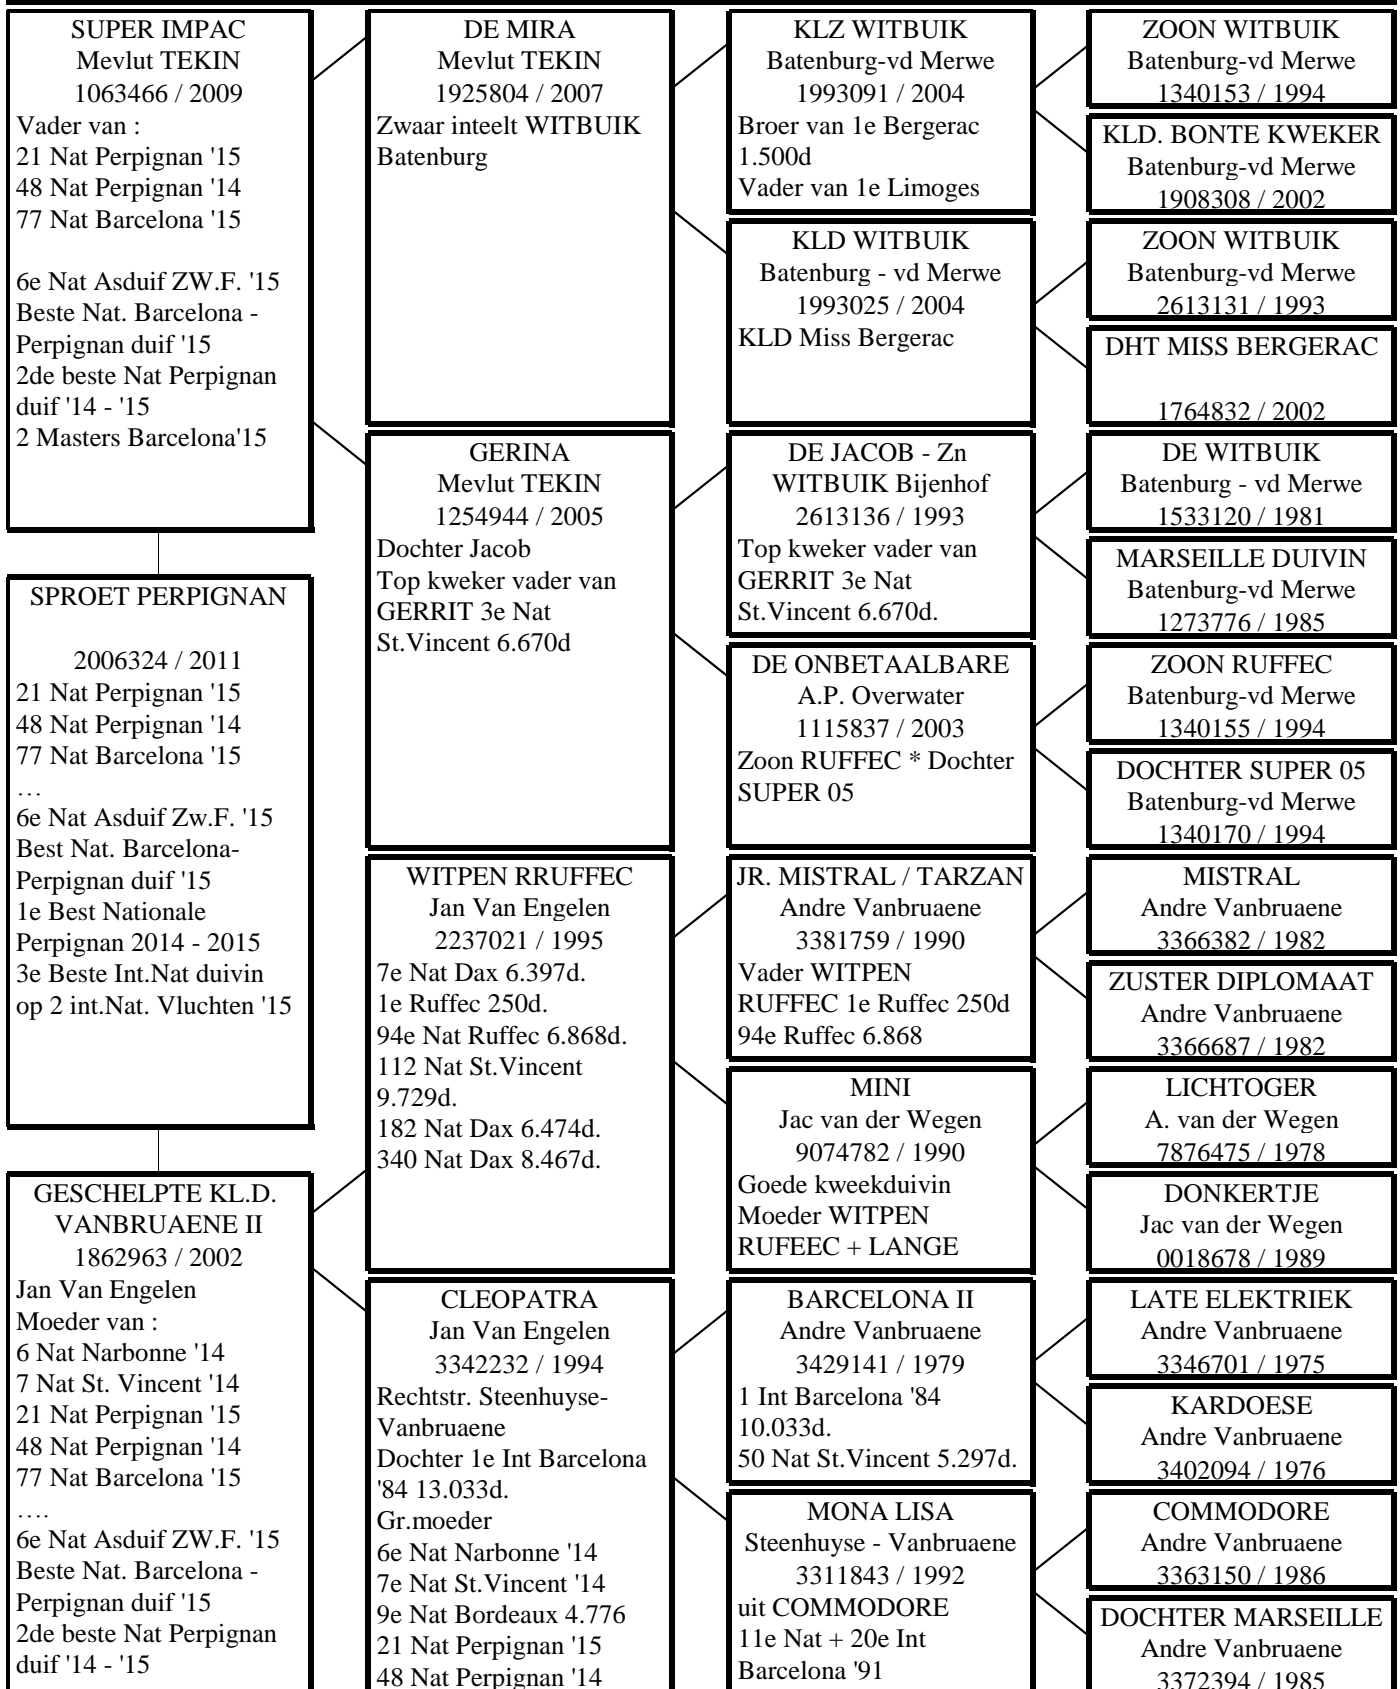 SUPER IMPAC
Mevlut TEKIN
1063466 / 2009
Vader van :
21 Nat Perpignan '15
48 Nat Perpignan '14
77 Nat Barcelona '15
6e Nat Asduif ZW.F. '15
Beste Nat. Barcelona -
Perpignan duif '15
2de beste Nat Perpignan
duif '14 - '15
2 Masters Barcelona'15
SPROET PERPIGNAN
2006324 / 2011
21 Nat Perpignan '15
48 Nat Perpignan '14
77 Nat Barcelona '15
…
6e Nat Asduif Zw.F. '15
Best Nat. Barcelona-
Perpignan duif '15
1e Best Nationale
Perpignan 2014 - 2015
3e Beste Int.Nat duivin
op 2 int.Nat. Vluchten '15
GESCHELPTE KL.D.
VANBRUAENE II
1862963 / 2002
Jan Van Engelen
Moeder van :
6 Nat Narbonne '14
7 Nat St. Vincent '14
21 Nat Perpignan '15
48 Nat Perpignan '14
77 Nat Barcelona '15
….
6e Nat Asduif ZW.F. '15
Beste Nat. Barcelona -
Perpignan duif '15
2de beste Nat Perpignan
duif '14 - '15
DE MIRA
Mevlut TEKIN
1925804 / 2007
Zwaar inteelt WITBUIK
Batenburg
GERINA
Mevlut TEKIN
1254944 / 2005
Dochter Jacob
Top kweker vader van
GERRIT 3e Nat
St.Vincent 6.670d
WITPEN RRUFFEC
Jan Van Engelen
2237021 / 1995
7e Nat Dax 6.397d.
1e Ruffec 250d.
94e Nat Ruffec 6.868d.
112 Nat St.Vincent
9.729d.
182 Nat Dax 6.474d.
340 Nat Dax 8.467d.
CLEOPATRA
Jan Van Engelen
3342232 / 1994
Rechtstr. Steenhuyse-
Vanbruaene
Dochter 1e Int Barcelona
'84 13.033d.
Gr.moeder
6e Nat Narbonne '14
7e Nat St.Vincent '14
9e Nat Bordeaux 4.776
21 Nat Perpignan '15
48 Nat Perpignan '14
KLZ WITBUIK
Batenburg-vd Merwe
1993091 / 2004
Broer van 1e Bergerac
1.500d
Vader van 1e Limoges
KLD WITBUIK
Batenburg - vd Merwe
1993025 / 2004
KLD Miss Bergerac
DE JACOB - Zn
WITBUIK Bijenhof
2613136 / 1993
Top kweker vader van
GERRIT 3e Nat
St.Vincent 6.670d.
DE ONBETAALBARE
A.P. Overwater
1115837 / 2003
Zoon RUFFEC * Dochter
SUPER 05
JR. MISTRAL / TARZAN
Andre Vanbruaene
3381759 / 1990
Vader WITPEN
RUFFEC 1e Ruffec 250d
94e Ruffec 6.868
MINI
Jac van der Wegen
9074782 / 1990
Goede kweekduivin
Moeder WITPEN
RUFEEC + LANGE
BARCELONA II
Andre Vanbruaene
3429141 / 1979
1 Int Barcelona '84
10.033d.
50 Nat St.Vincent 5.297d.
MONA LISA
Steenhuyse - Vanbruaene
3311843 / 1992
uit COMMODORE
11e Nat + 20e Int
Barcelona '91
ZOON WITBUIK
Batenburg-vd Merwe
1340153 / 1994
KLD. BONTE KWEKER
Batenburg-vd Merwe
1908308 / 2002
ZOON WITBUIK
Batenburg-vd Merwe
2613131 / 1993
DHT MISS BERGERAC
1764832 / 2002
DE WITBUIK
Batenburg - vd Merwe
1533120 / 1981
MARSEILLE DUIVIN
Batenburg-vd Merwe
1273776 / 1985
ZOON RUFFEC
Batenburg-vd Merwe
1340155 / 1994
DOCHTER SUPER 05
Batenburg-vd Merwe
1340170 / 1994
MISTRAL
Andre Vanbruaene
3366382 / 1982
ZUSTER DIPLOMAAT
Andre Vanbruaene
3366687 / 1982
LICHTOGER
A. van der Wegen
7876475 / 1978
DONKERTJE
Jac van der Wegen
0018678 / 1989
LATE ELEKTRIEK
Andre Vanbruaene
3346701 / 1975
KARDOESE
Andre Vanbruaene
3402094 / 1976
COMMODORE
Andre Vanbruaene
3363150 / 1986
DOCHTER MARSEILLE
Andre Vanbruaene
3372394 / 1985